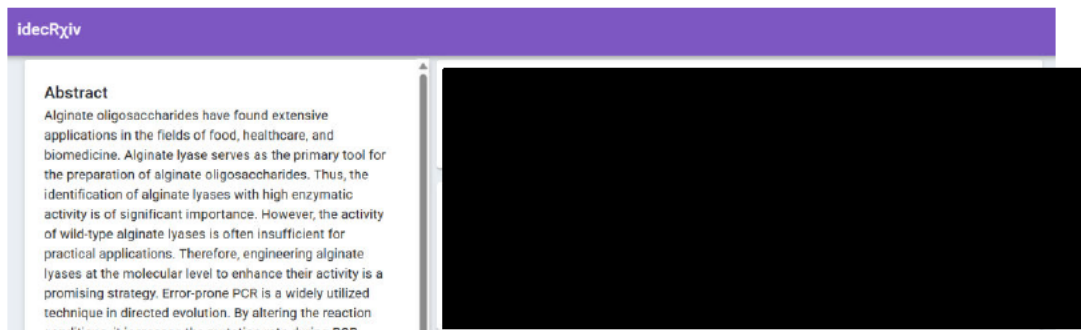 idecRχiv
Abstract
Alginate oligosaccharides have found extensive
applications in the fields of food, healthcare, and
biomedicine. Alginate lyase serves as the primary tool for
the preparation of alginate oligosaccharides. Thus, the
identification of alginate lyases with high enzymatic
activity is of significant importance. However, the activity
of wild-type alginate lyases is often insufficient for
practical applications. Therefore, engineering alginate
lyases at the molecular level to enhance their activity is a
promising strategy. Error-prone PCR is a widely utilized
technique in directed evolution. By altering the reaction